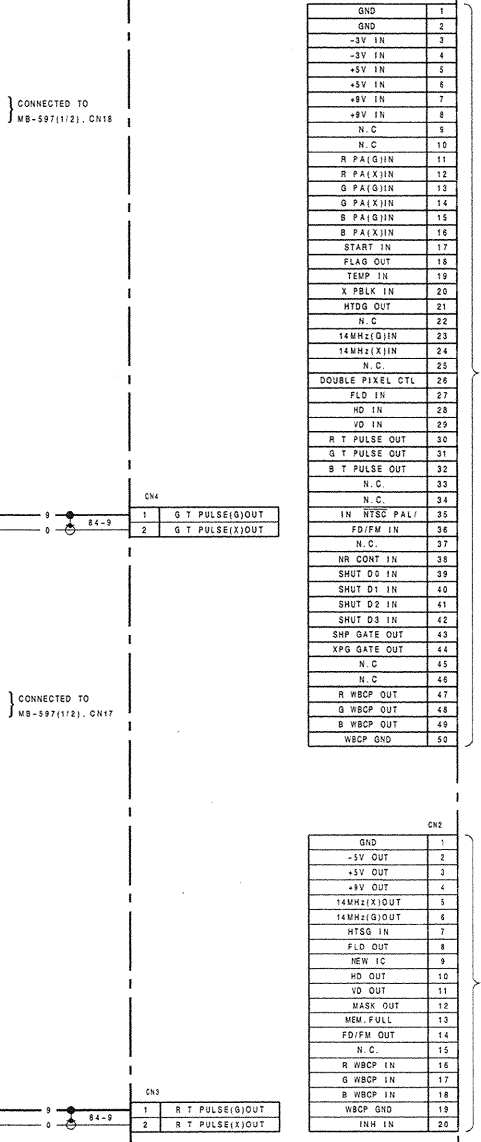 GND 1
GND 2
-3V IN 3
-3V IN 4
+5V IN 5
+5V IN 6
+9V IN 7
+9V IN 8
N.C 9
N.C 10
R PA(G)IN 11
R PA(X)IN 12
G PA(G)IN 13
G PA(X)IN 14
B PA(G)IN 15
B PA(X)IN 16
START IN 17
FLAG OUT 18
TEMP IN 19
X PBLK IN 20
HTDG OUT 21
N.C 22
14MHz(G)IN 23
14MHz(X)IN 24
N.C. 25
DOUBLE PIXEL CTL 26
FLD IN 27
HD IN 28
VD IN 29
R T PULSE OUT 30
G T PULSE OUT 31
B T PULSE OUT 32
N.C. 33
N.C. 34
IN NTSC PAL/ 35
FD/FM IN 36
N.C. 37
NR CONT IN 38
SHUT D0 IN 39
SHUT D1 IN 40
SHUT D2 IN 41
SHUT D3 IN 42
SHP GATE OUT 43
XPG GATE OUT 44
N.C 45
N.C 46
R WBCP OUT 47
G WBCP OUT 48
B WBCP OUT 49
WBCP GND 50
CONNECTED TO
MB-597(1/2), CN18
CN4
9 84-9 1 G T PULSE(G)OUT
0 2 G T PULSE(X)OUT
CONNECTED TO
MB-597(1/2), CN17
CN2
GND 1
-5V OUT 2
+5V OUT 3
+9V OUT 4
14MHz(X)OUT 5
14MHz(G)OUT 6
HTSG IN 7
FLD OUT 8
NEW IC 9
HD OUT 10
VD OUT 11
MASK OUT 12
MEM.FULL 13
FD/FM OUT 14
N.C. 15
R WBCP IN 16
G WBCP IN 17
B WBCP IN 18
WBCP GND 19
INH IN 20
CN3
9 84-9 1 R T PULSE(G)OUT
0 2 R T PULSE(X)OUT